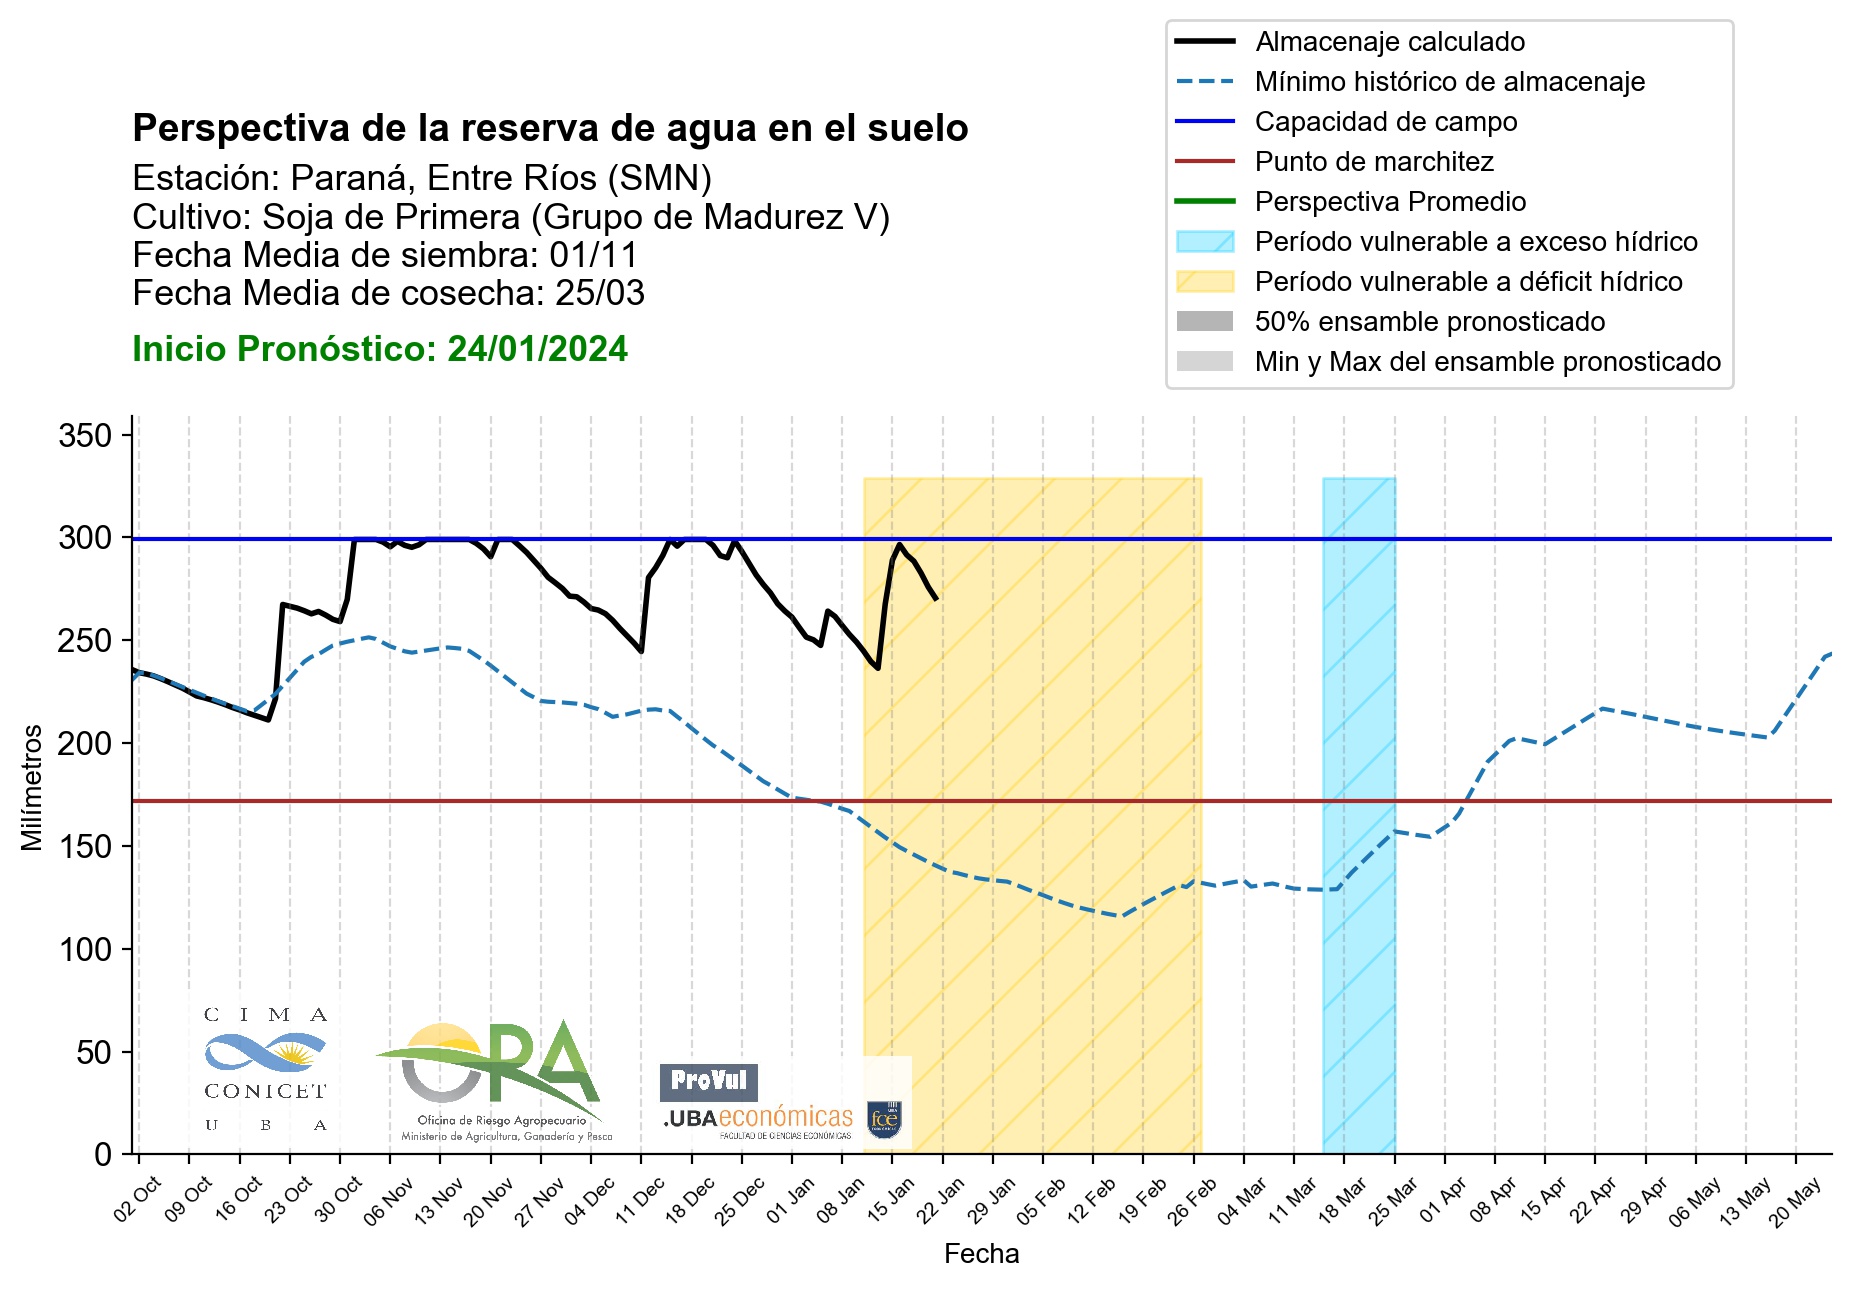 Almacenaje calculado
Mínimo histórico de almacenaje
Capacidad de campo
Punto de marchitez
Perspectiva Promedio
Período vulnerable a exceso hídrico
Período vulnerable a déficit hídrico
50% ensamble pronosticado
Min y Max del ensamble pronosticado
Perspectiva de la reserva de agua en el suelo
Estación: Paraná, Entre Ríos (SMN)
Cultivo: Soja de Primera (Grupo de Madurez V)
Fecha Media de siembra: 01/11
Fecha Media de cosecha: 25/03
Inicio Pronóstico: 24/01/2024
350
300
250
200
150
100
50
0
Milímetros
C I M A
CONICET
U B A
ORA
Oficina de Riesgo Agropecuario
Ministerio de Agricultura, Ganadería y Pesca
ProVul
.UBAeconómicas
FACULTAD DE CIENCIAS ECONÓMICAS
fce
02 Oct
09 Oct
16 Oct
23 Oct
30 Oct
06 Nov
13 Nov
20 Nov
27 Nov
04 Dec
11 Dec
18 Dec
25 Dec
01 Jan
08 Jan
15 Jan
22 Jan
29 Jan
05 Feb
12 Feb
19 Feb
26 Feb
04 Mar
11 Mar
18 Mar
25 Mar
01 Apr
08 Apr
15 Apr
22 Apr
29 Apr
06 May
13 May
20 May
Fecha